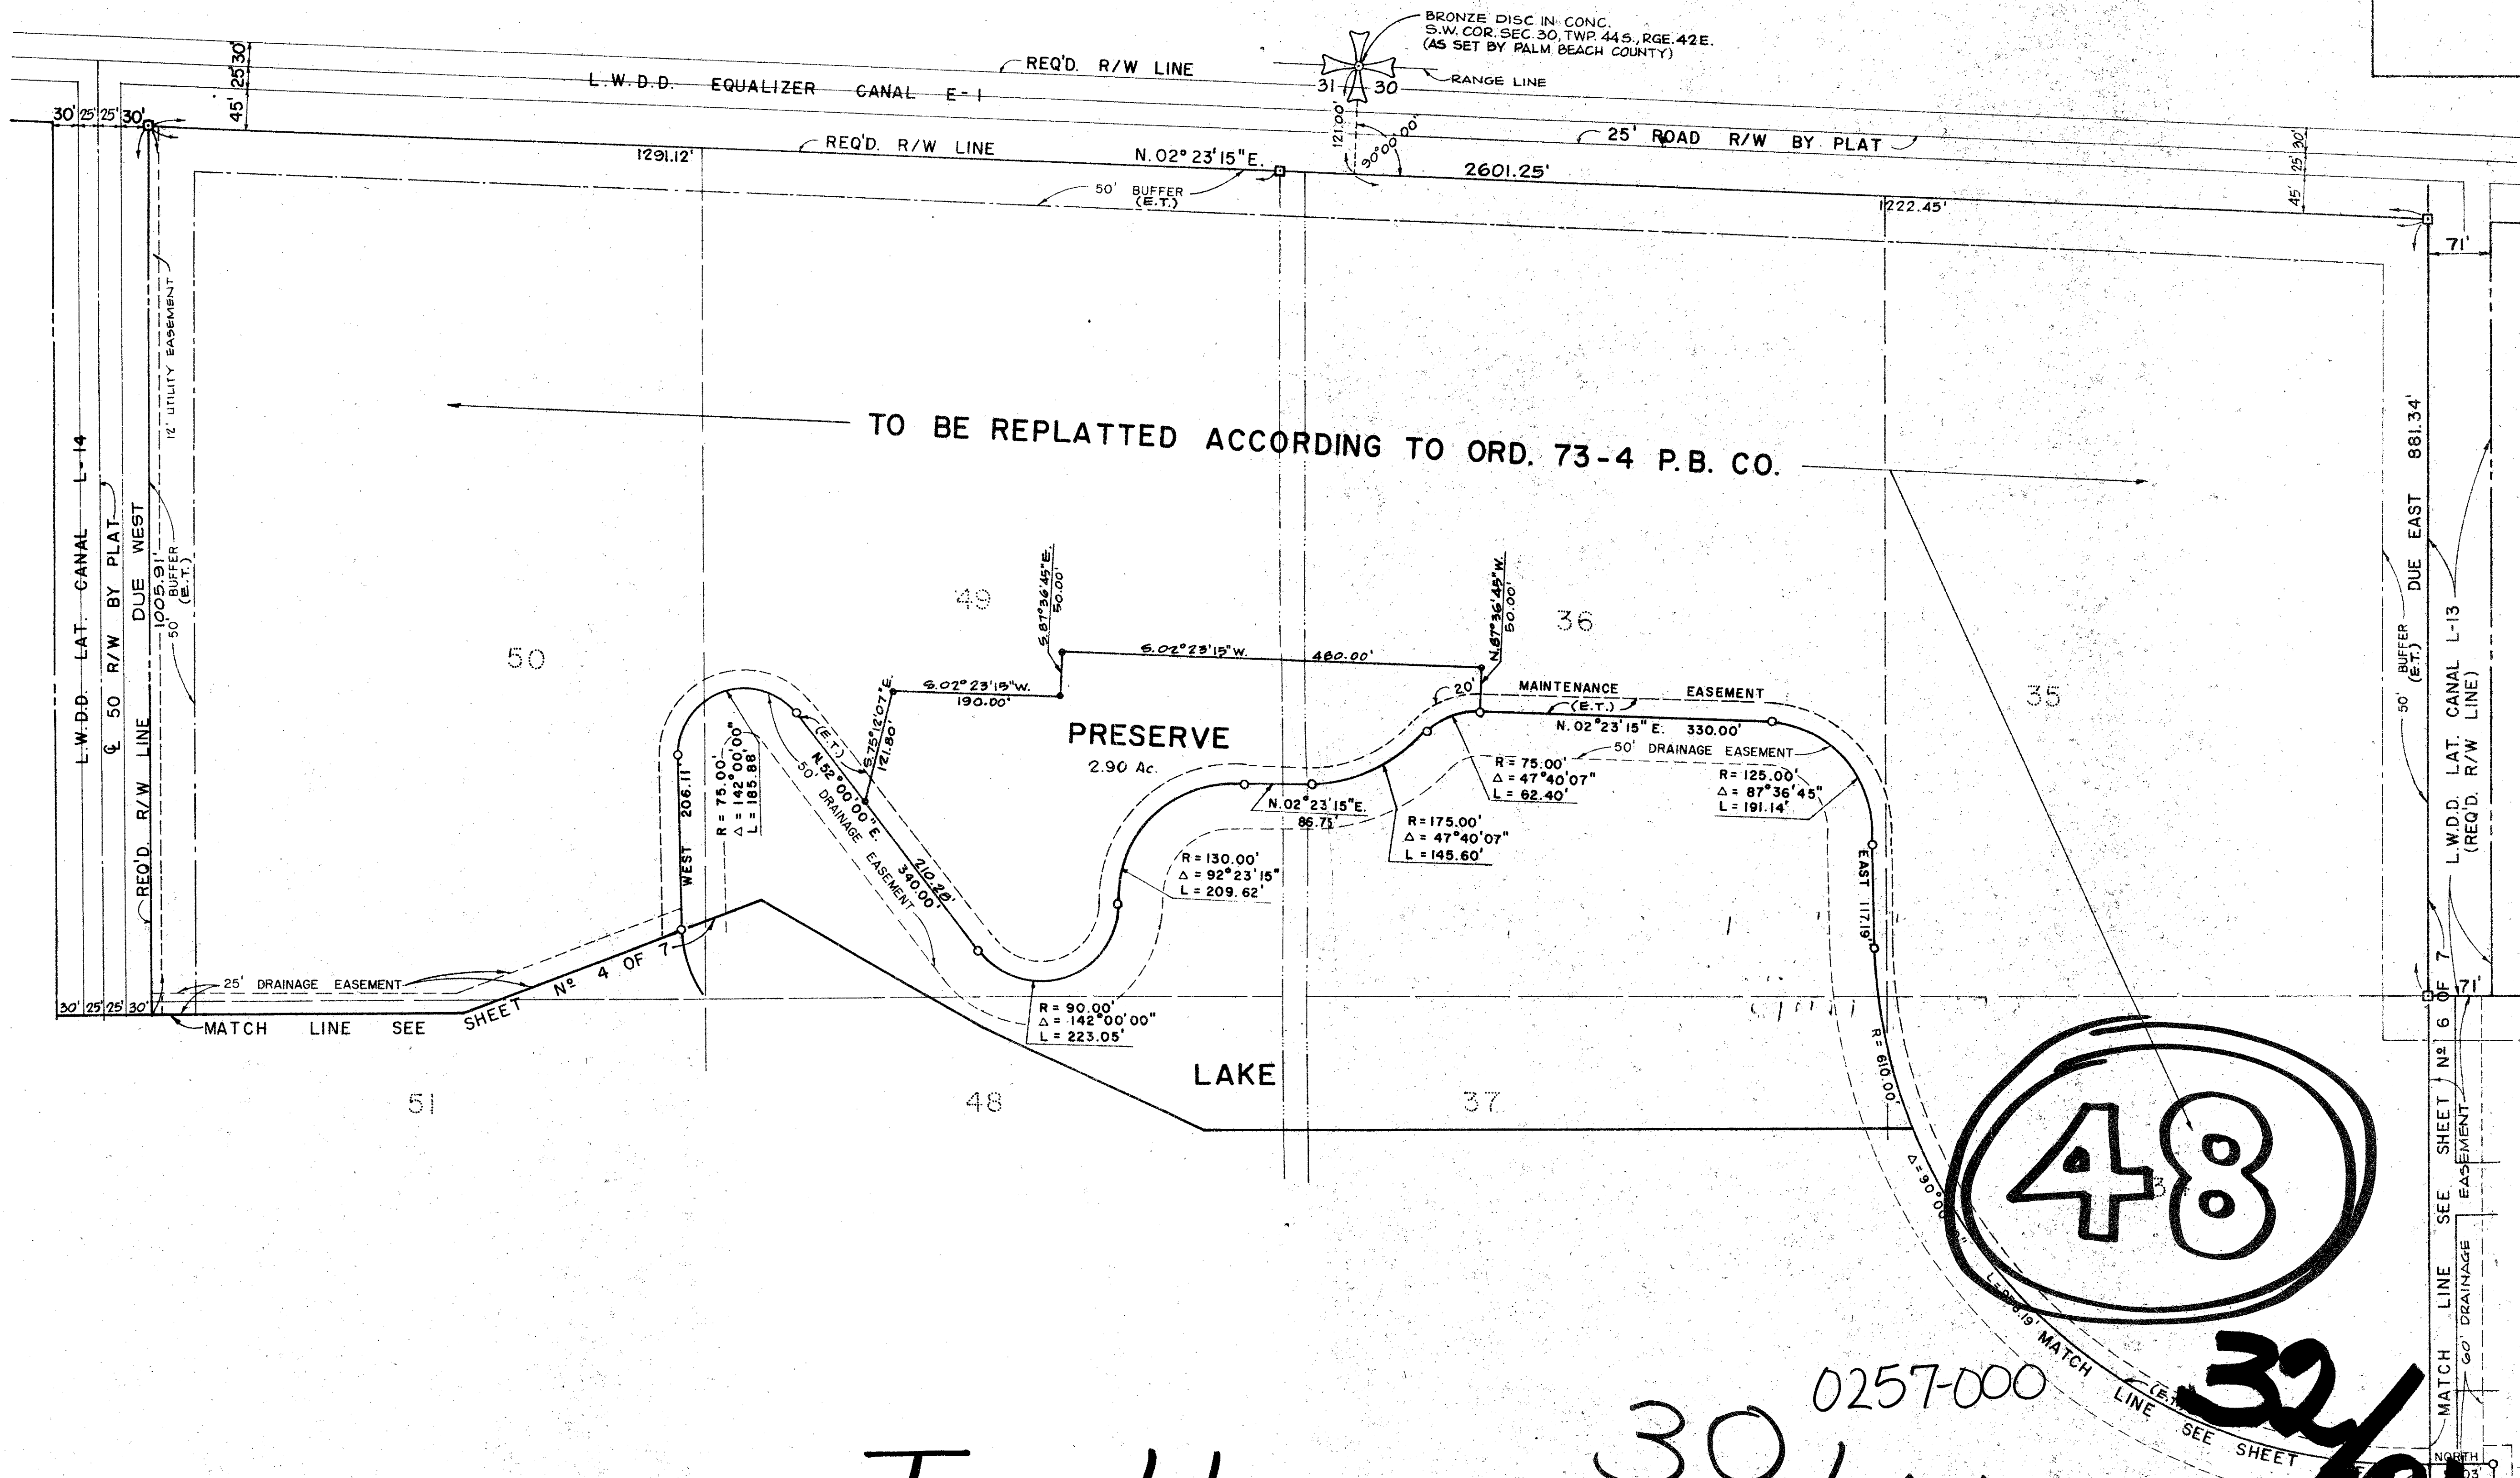 BRONZE DISC IN CONC.
S.W. COR. SEC. 30, TWP. 44 S., RGE. 42 E.
(AS SET BY PALM BEACH COUNTY)
RANGE LINE
31 30
REQ'D. R/W LINE
L.W.D.D. EQUALIZER CANAL E-1
45' 25' 30'
30' 25' 25' 30'
121.00'
90°00'00"
25' ROAD R/W BY PLAT
45' 25' 30'
1291.12'
REQ'D. R/W LINE
N. 02° 23' 15" E.
2601.25'
1222.45'
50' BUFFER
(E.T.)
71'
12' UTILITY EASEMENT
TO BE REPLATTED ACCORDING TO ORD. 73-4 P.B. CO.
L.W.D.D. LAT. CANAL L-14
℄ 50 R/W BY PLAT
REQ'D. R/W LINE
DUE WEST
1005.91'
50' BUFFER
(E.T.)
DUE EAST 881.34'
50' BUFFER
(E.T.)
L.W.D.D. LAT. CANAL L-13
(REQ'D. R/W LINE)
49
50
36
35
S. 87°36'45" E.
50.00'
S. 02°23'15" W.
480.00'
N. 87°36'45" W.
50.00'
S. 02°23'15" W.
190.00'
S. 75°12'07" E.
121.80'
20' MAINTENANCE EASEMENT
(E.T.)
N. 02°23'15" E. 330.00'
50' DRAINAGE EASEMENT
PRESERVE
2.90 Ac.
WEST 206.11'
R = 75.00'
Δ = 142°00'00"
L = 185.88'
(E.T.)
N. 52°00'00" E.
210.28'
340.00'
50' DRAINAGE EASEMENT
N. 02°23'15" E.
86.75'
R = 75.00'
Δ = 47°40'07"
L = 62.40'
R = 125.00'
Δ = 87°36'45"
L = 191.14'
R = 175.00'
Δ = 47°40'07"
L = 145.60'
R = 130.00'
Δ = 92°23'15"
L = 209.62'
EAST 117.19'
25' DRAINAGE EASEMENT
30' 25' 25' 30'
MATCH LINE SEE SHEET Nº 4 OF 7
R = 90.00'
Δ = 142°00'00"
L = 223.05'
71'
R = 610.00'
LAKE
51
48
37
48
MATCH LINE SEE SHEET Nº 6 OF 7
60' DRAINAGE EASEMENT
MATCH LINE SEE SHEET
NORTH
0257-000
30
32